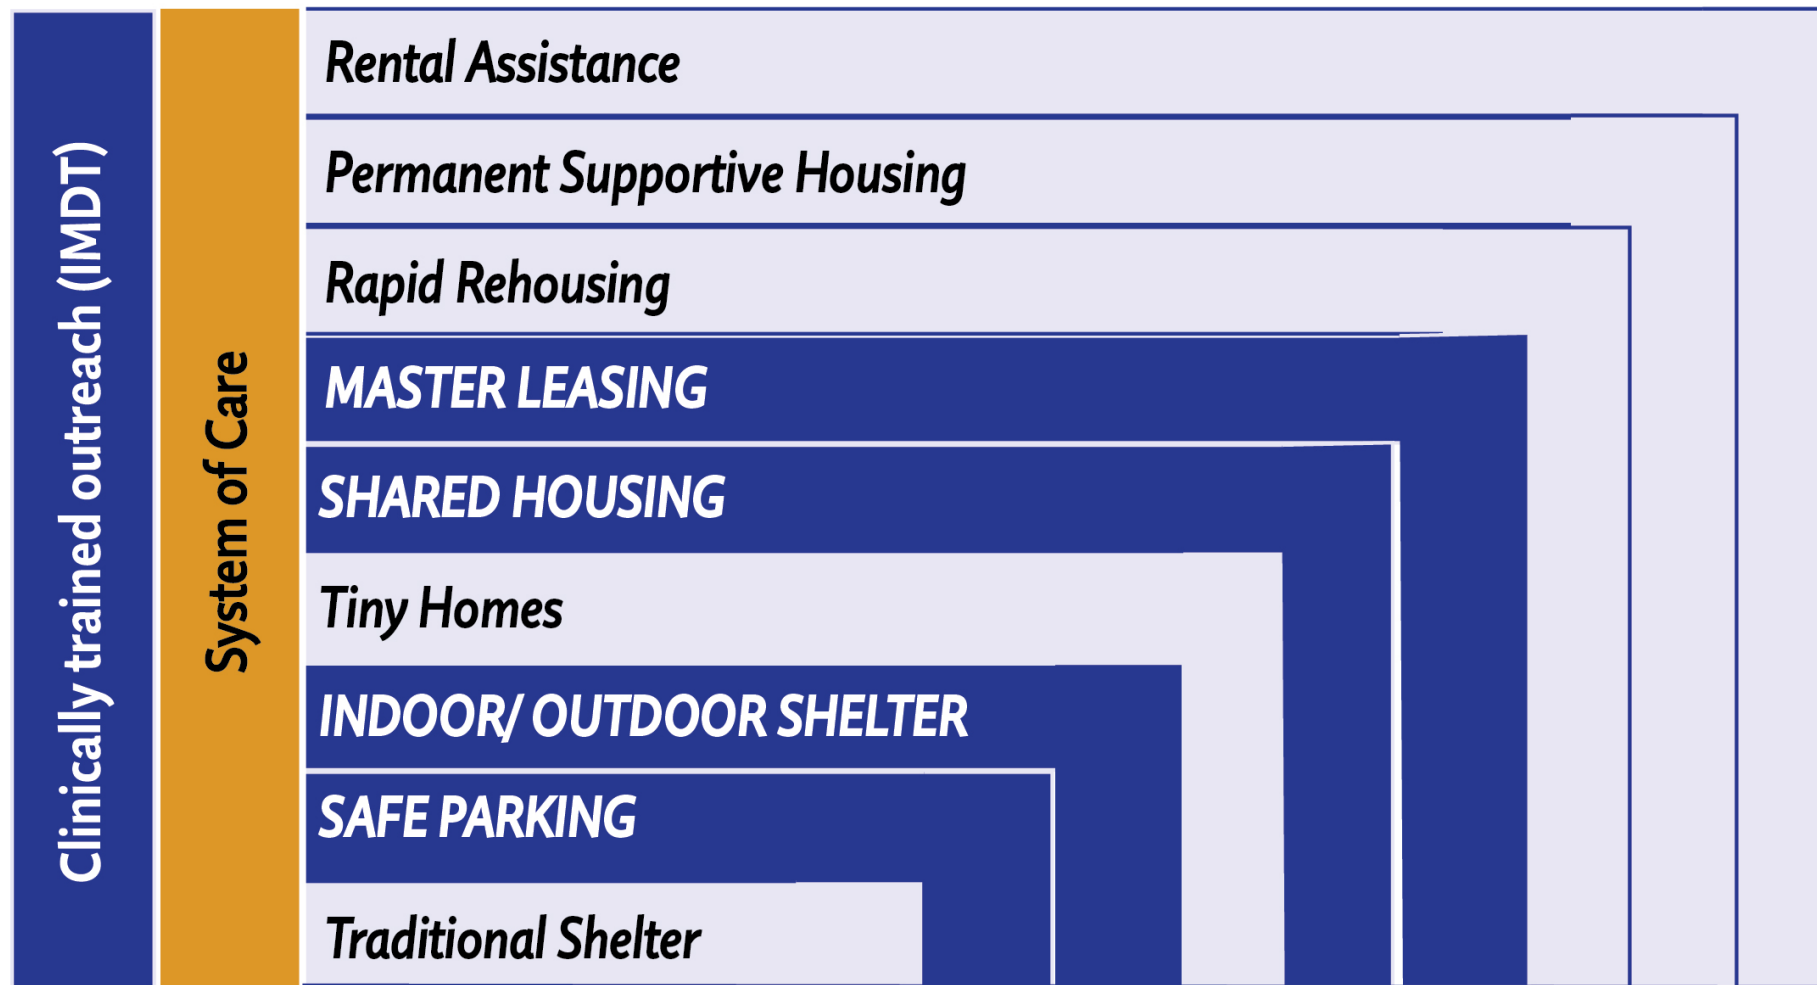 Clinically trained outreach (IMDT)
System of Care
Rental Assistance
Permanent Supportive Housing
Rapid Rehousing
MASTER LEASING
SHARED HOUSING
Tiny Homes
INDOOR/ OUTDOOR SHELTER
SAFE PARKING
Traditional Shelter